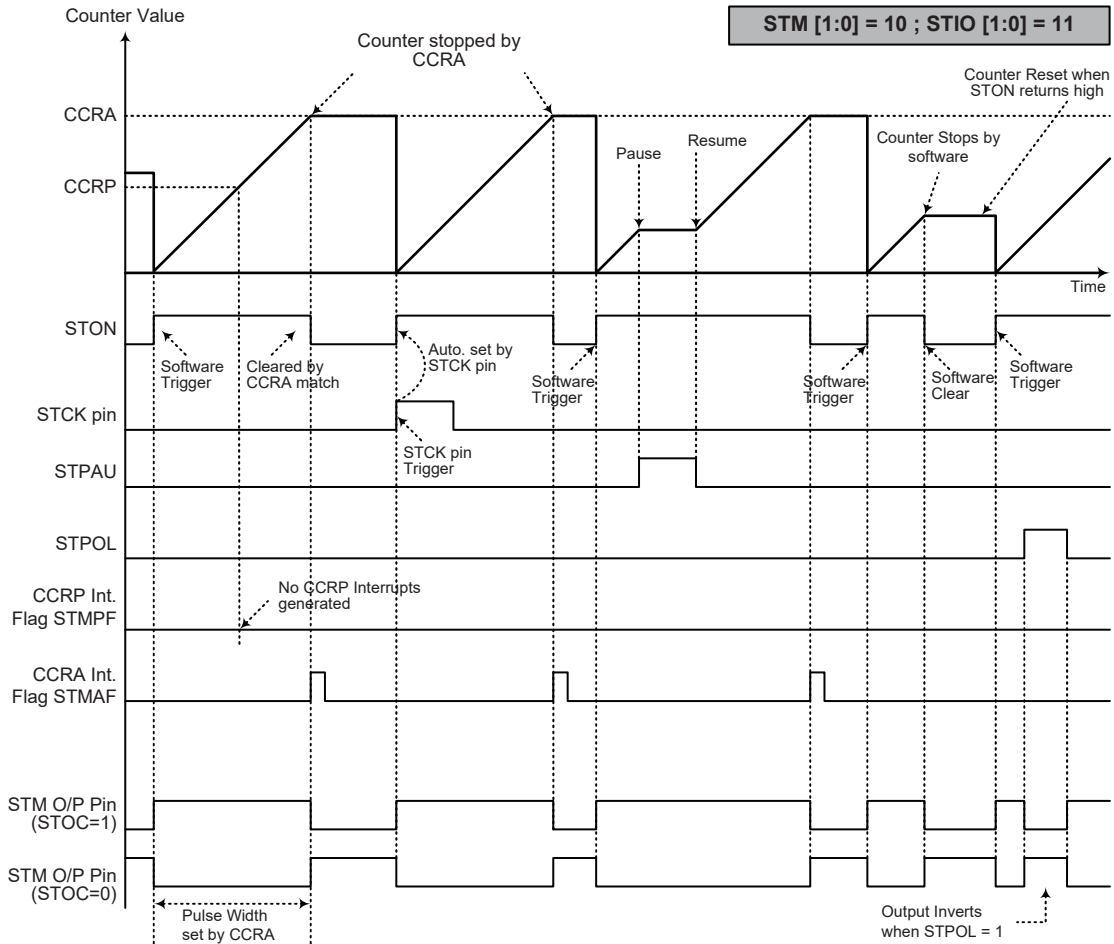 Counter Value
STM [1:0] = 10 ; STIO [1:0] = 11
Counter stopped by
CCRA
Counter Reset when
STON returns high
CCRA
Pause
Resume
Counter Stops by
software
CCRP
Time
STON
Software
Trigger
Cleared by
CCRA match
Auto. set by
STCK pin
Software
Trigger
Software
Trigger
Software
Clear
Software
Trigger
STCK pin
STCK pin
Trigger
STPAU
STPOL
CCRP Int.
Flag STMPF
No CCRP Interrupts
generated
CCRA Int.
Flag STMAF
STM O/P Pin
(STOC=1)
STM O/P Pin
(STOC=0)
Pulse Width
set by CCRA
Output Inverts
when STPOL = 1